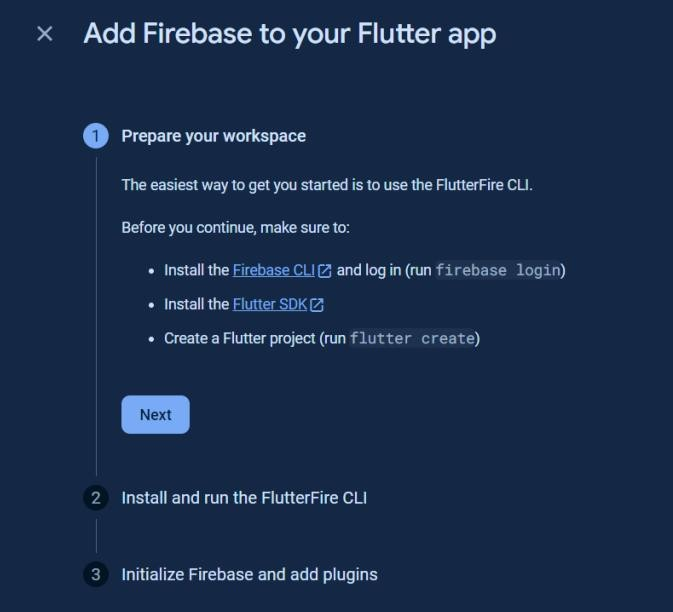 Add Firebase to your Flutter app
1 Prepare your workspace
The easiest way to get you started is to use the FlutterFire CLI.
Before you continue, make sure to:
• Install the Firebase CLI and log in (run firebase login)
• Install the Flutter SDK
• Create a Flutter project (run flutter create)
Next
2 Install and run the FlutterFire CLI
3 Initialize Firebase and add plugins